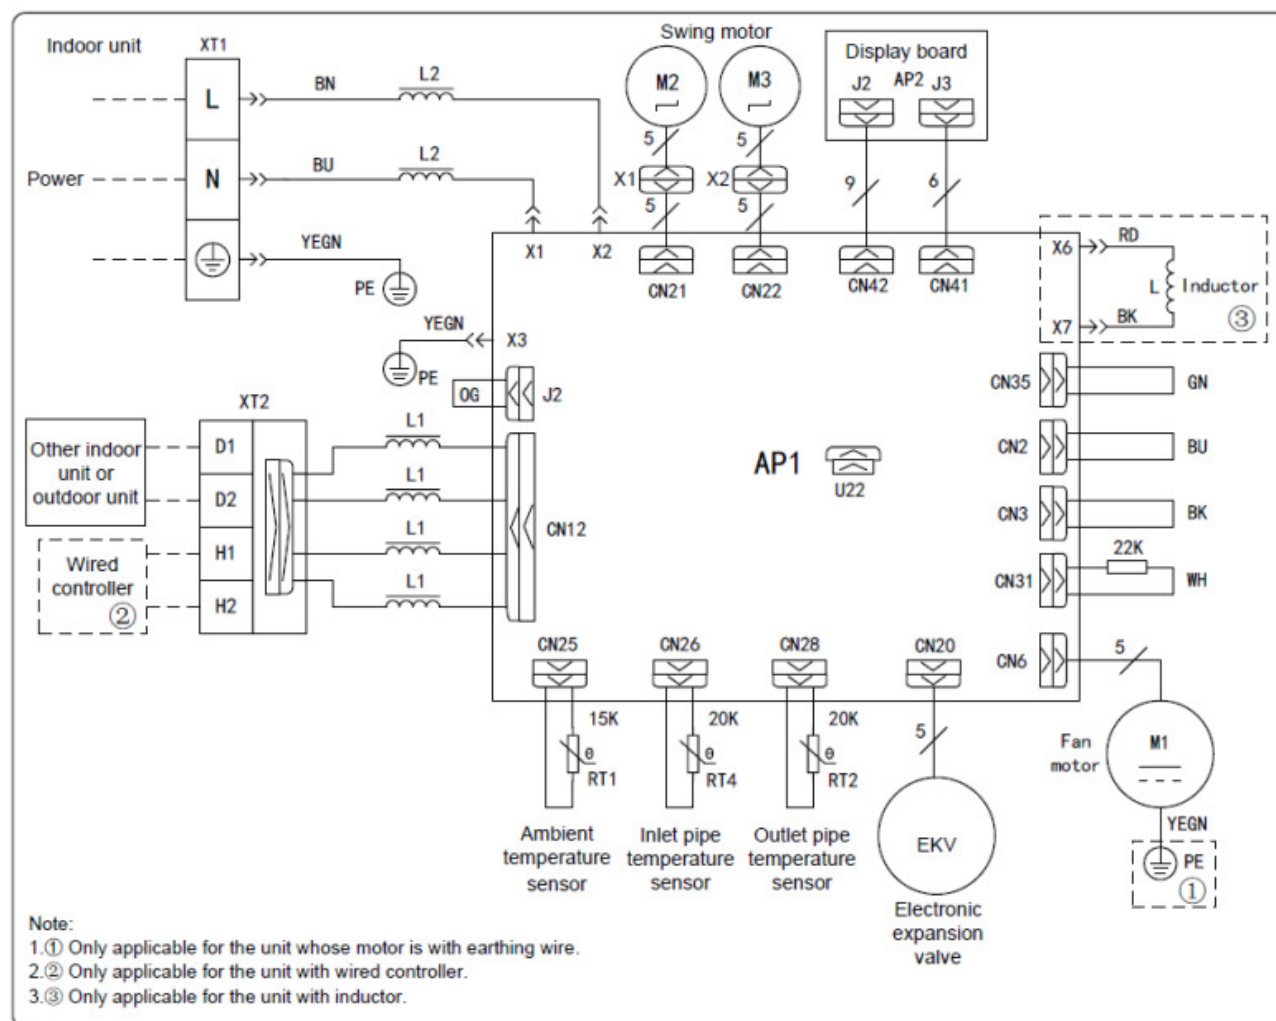 Indoor unit
XT1
L
BN
L2
Power
N
BU
L2
YEGN
PE
X1
X2
Swing motor
M2
M3
5
5
X1
X2
5
5
CN21
CN22
Display board
J2
AP2
J3
9
6
CN42
CN41
X6
RD
L
Inductor
X7
BK
③
YEGN
X3
PE
OG
J2
XT2
Other indoor
unit or
outdoor unit
D1
D2
H1
H2
Wired
controller
②
L1
L1
L1
L1
CN12
AP1
U22
CN35
GN
CN2
BU
CN3
BK
CN31
22K
WH
CN6
5
Fan
motor
M1
YEGN
PE
①
CN25
CN26
CN28
CN20
15K
20K
20K
5
θ
θ
θ
RT1
RT4
RT2
EKV
Ambient
temperature
sensor
Inlet pipe
temperature
sensor
Outlet pipe
temperature
sensor
Electronic
expansion
valve
Note:
1.① Only applicable for the unit whose motor is with earthing wire.
2.② Only applicable for the unit with wired controller.
3.③ Only applicable for the unit with inductor.